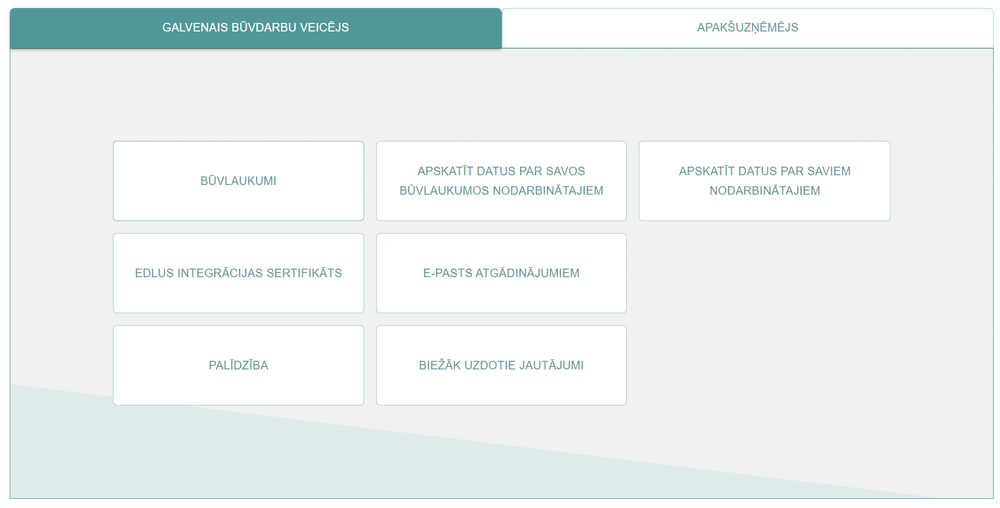 GALVENAIS BŪVDARBU VEICĒJS
APAKŠUZŅĒMĒJS
BŪVLAUKUMI
APSKATĪT DATUS PAR SAVOS
BŪVLAUKUMOS NODARBINĀTAJIEM
APSKATĪT DATUS PAR SAVIEM
NODARBINĀTAJIEM
EDLUS INTEGRĀCIJAS SERTIFIKĀTS
E-PASTS ATGĀDINĀJUMIEM
PALĪDZĪBA
BIEŽĀK UZDOTIE JAUTĀJUMI